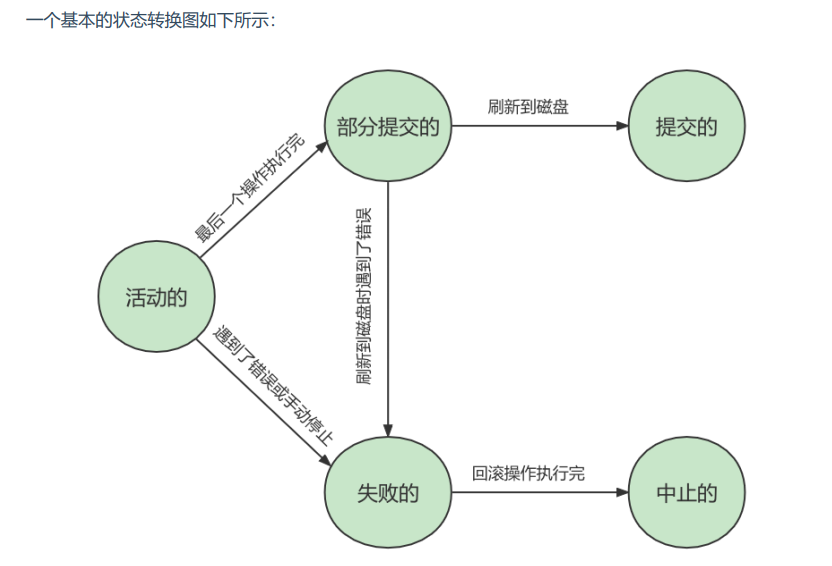 一个基本的状态转换图如下所示：
部分提交的
刷新到磁盘
提交的
最后一个操作执行完
刷新到磁盘时遇到了错误
活动的
遇到了错误或手动停止
失败的
回滚操作执行完
中止的